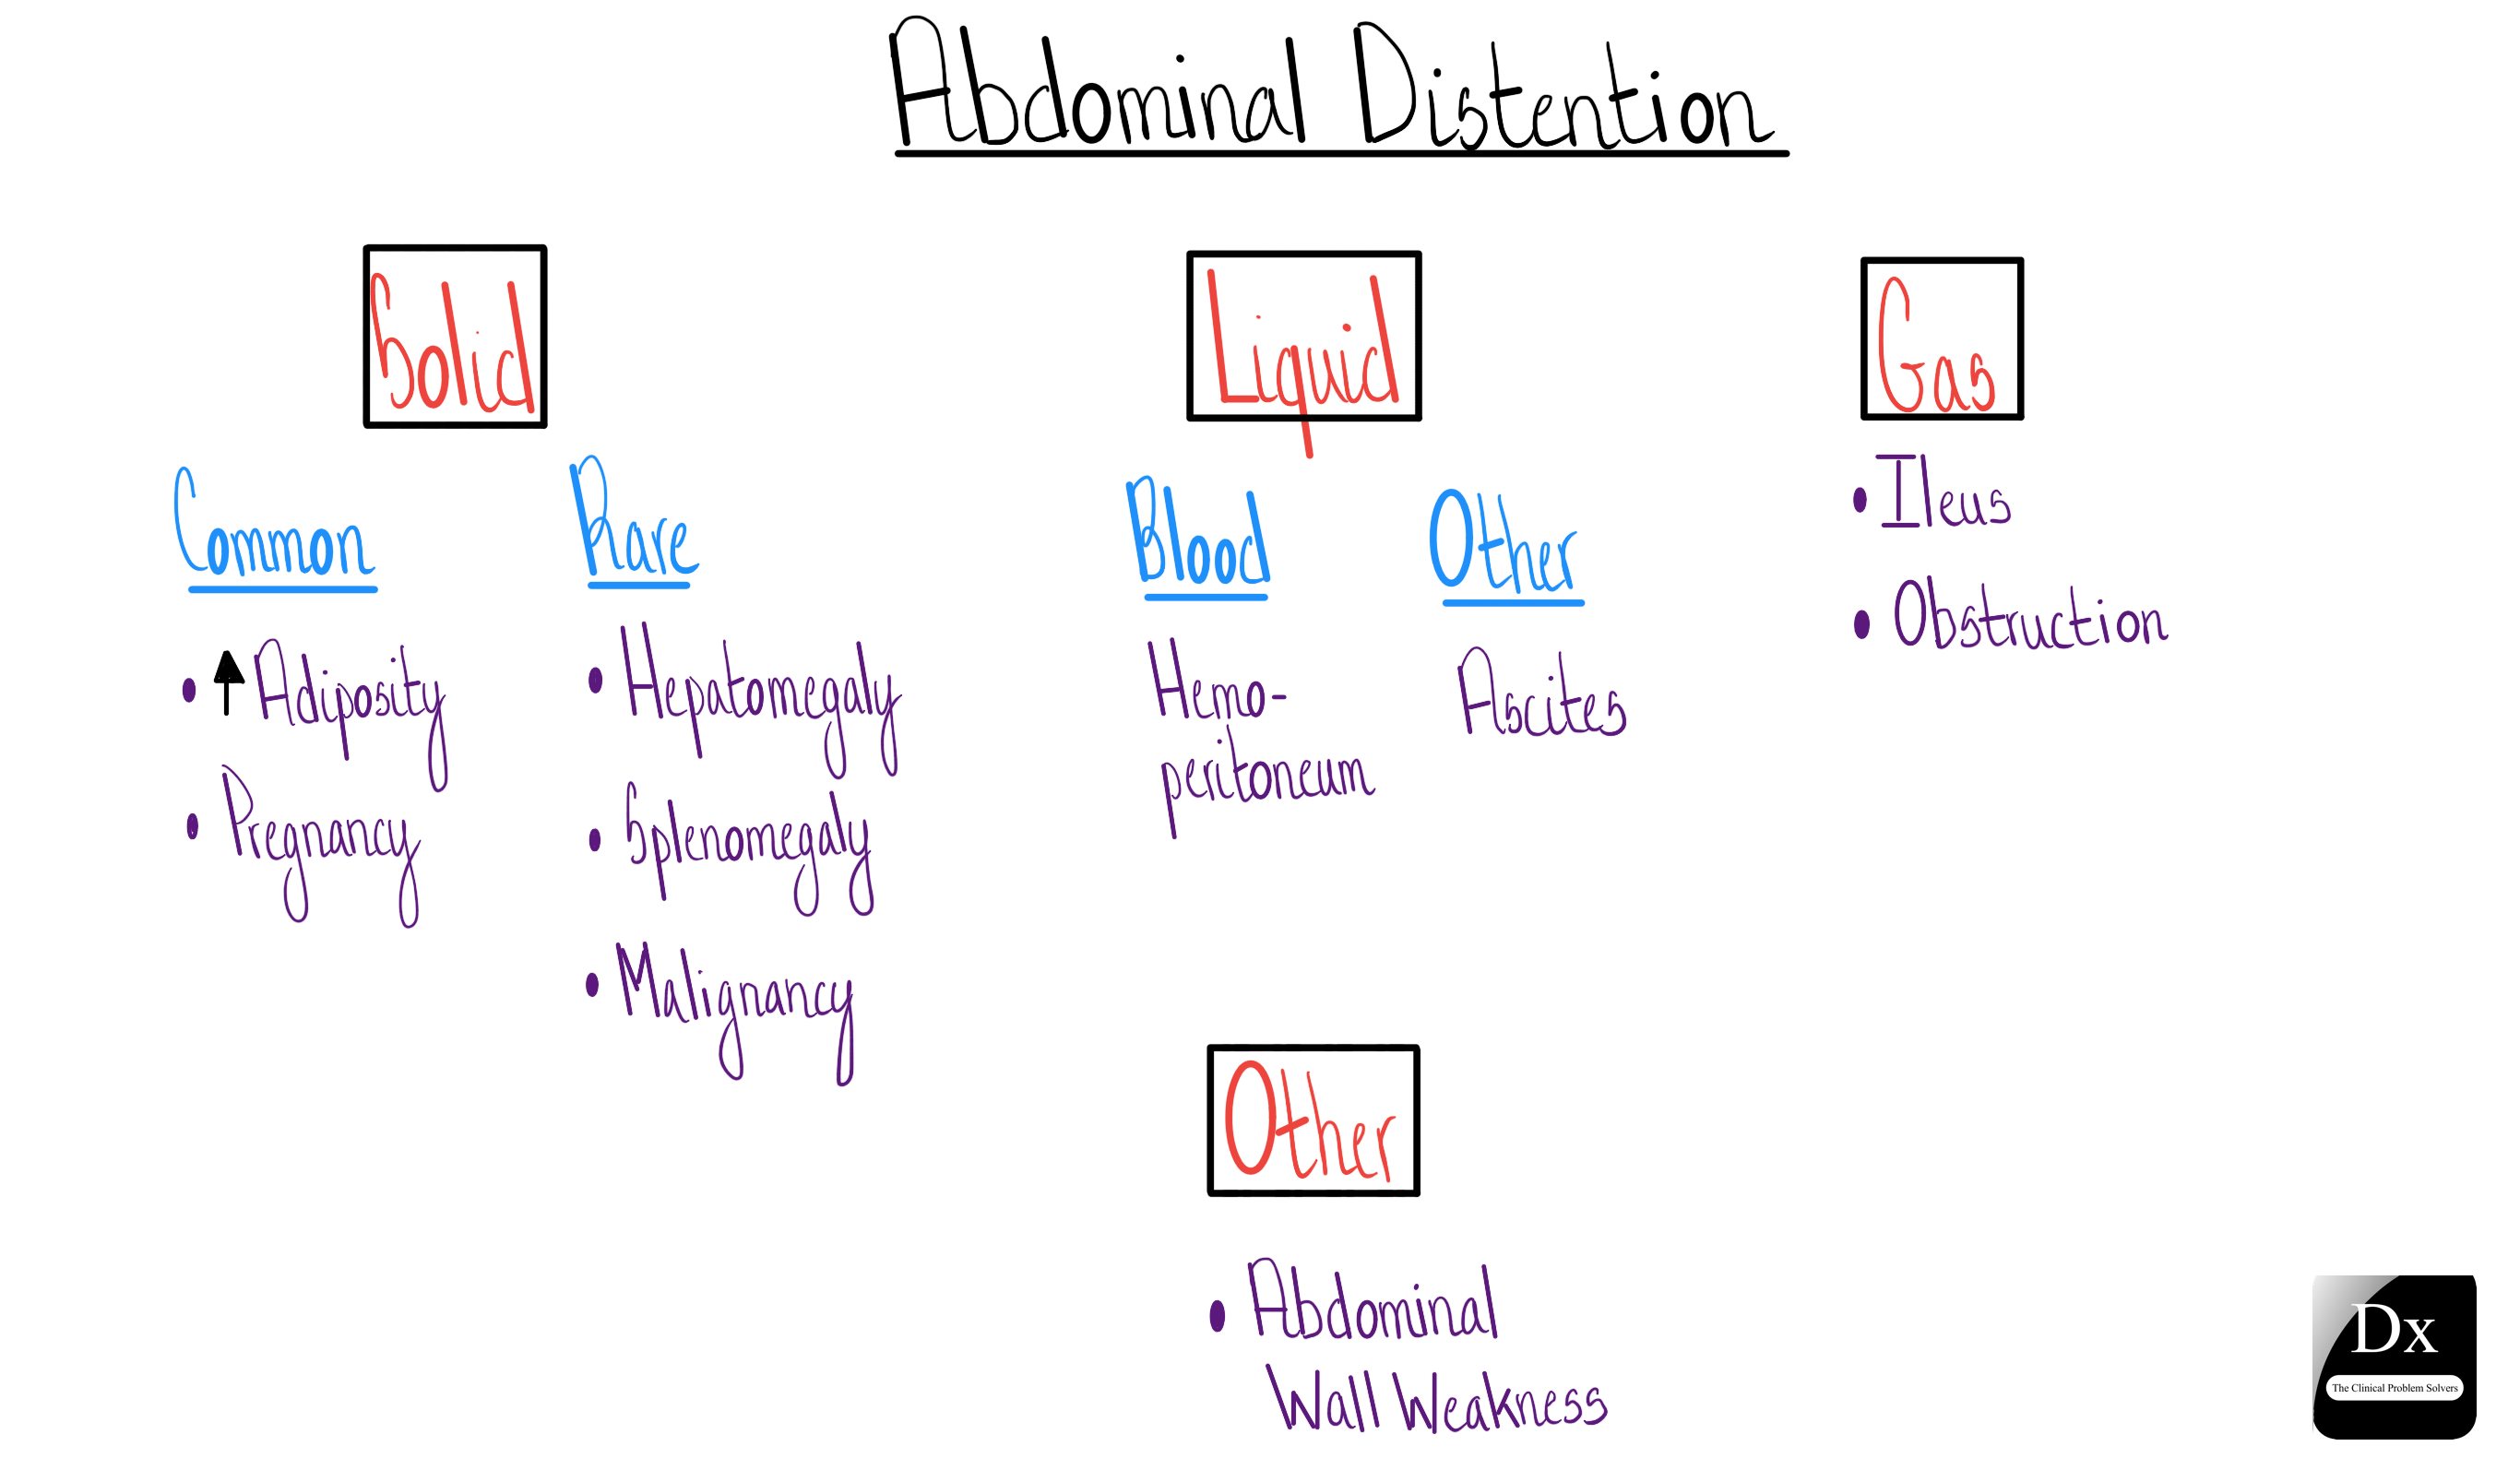 Abdominal Distention
Solid
Common
• ↑ Adiposity
• Pregnancy
Rare
• Hepatomegally
• Splenomegaly
• Malignancy
Liquid
Blood
Hemo-
peritoneum
Other
Ascites
Gas
• Ileus
• Obstruction
Other
• Abdominal
Wall Weakness
Dx
The Clinical Problem Solvers